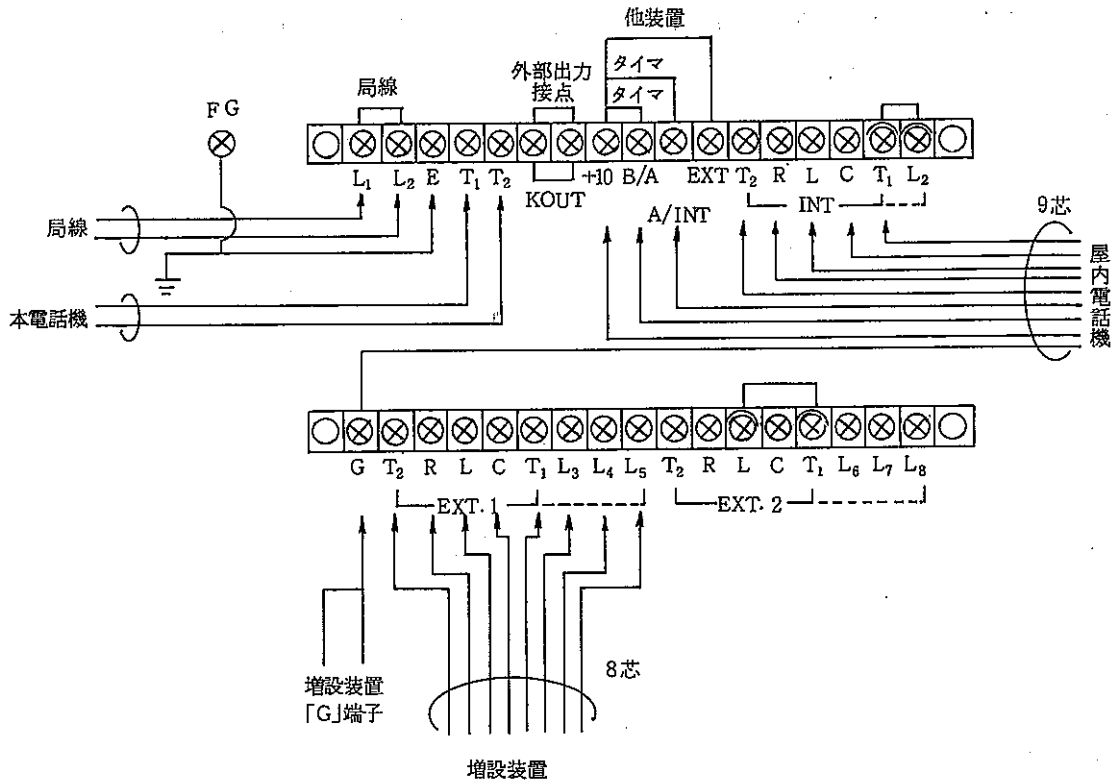 他装置
タイマ
タイマ
外部出力
接点
局線
FG
L₁ L₂ E T₁ T₂ +10 B/A EXT T₂ R L C T₁ L₂
KOUT
A/INT
INT
局線
本電話機
9芯
屋内電話機
G T₂ R L C T₁ L₃ L₄ L₅ T₂ R L C T₁ L₆ L₇ L₈
EXT.1
EXT.2
8芯
増設装置
「G」端子
増設装置